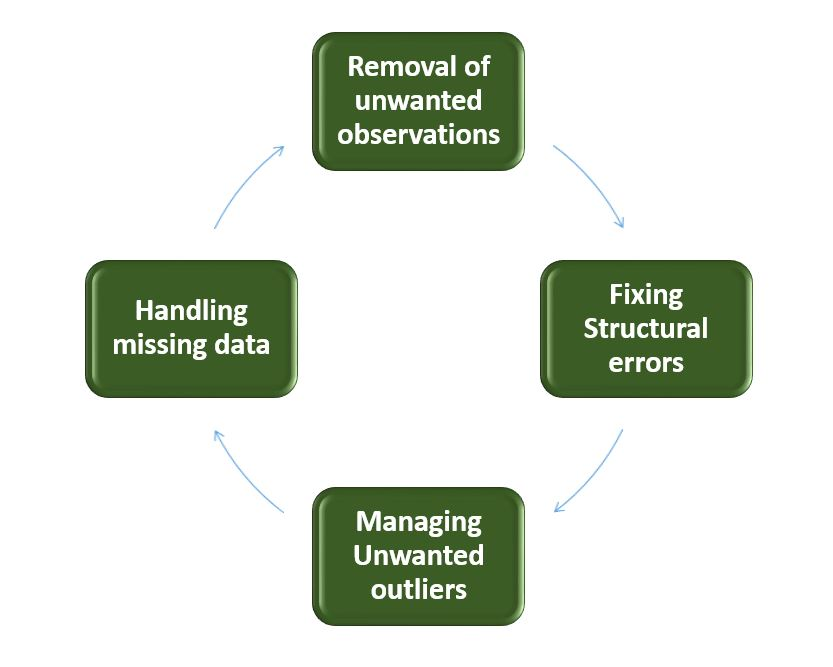 Removal of
unwanted
observations
Fixing
Structural
errors
Managing
Unwanted
outliers
Handling
missing data